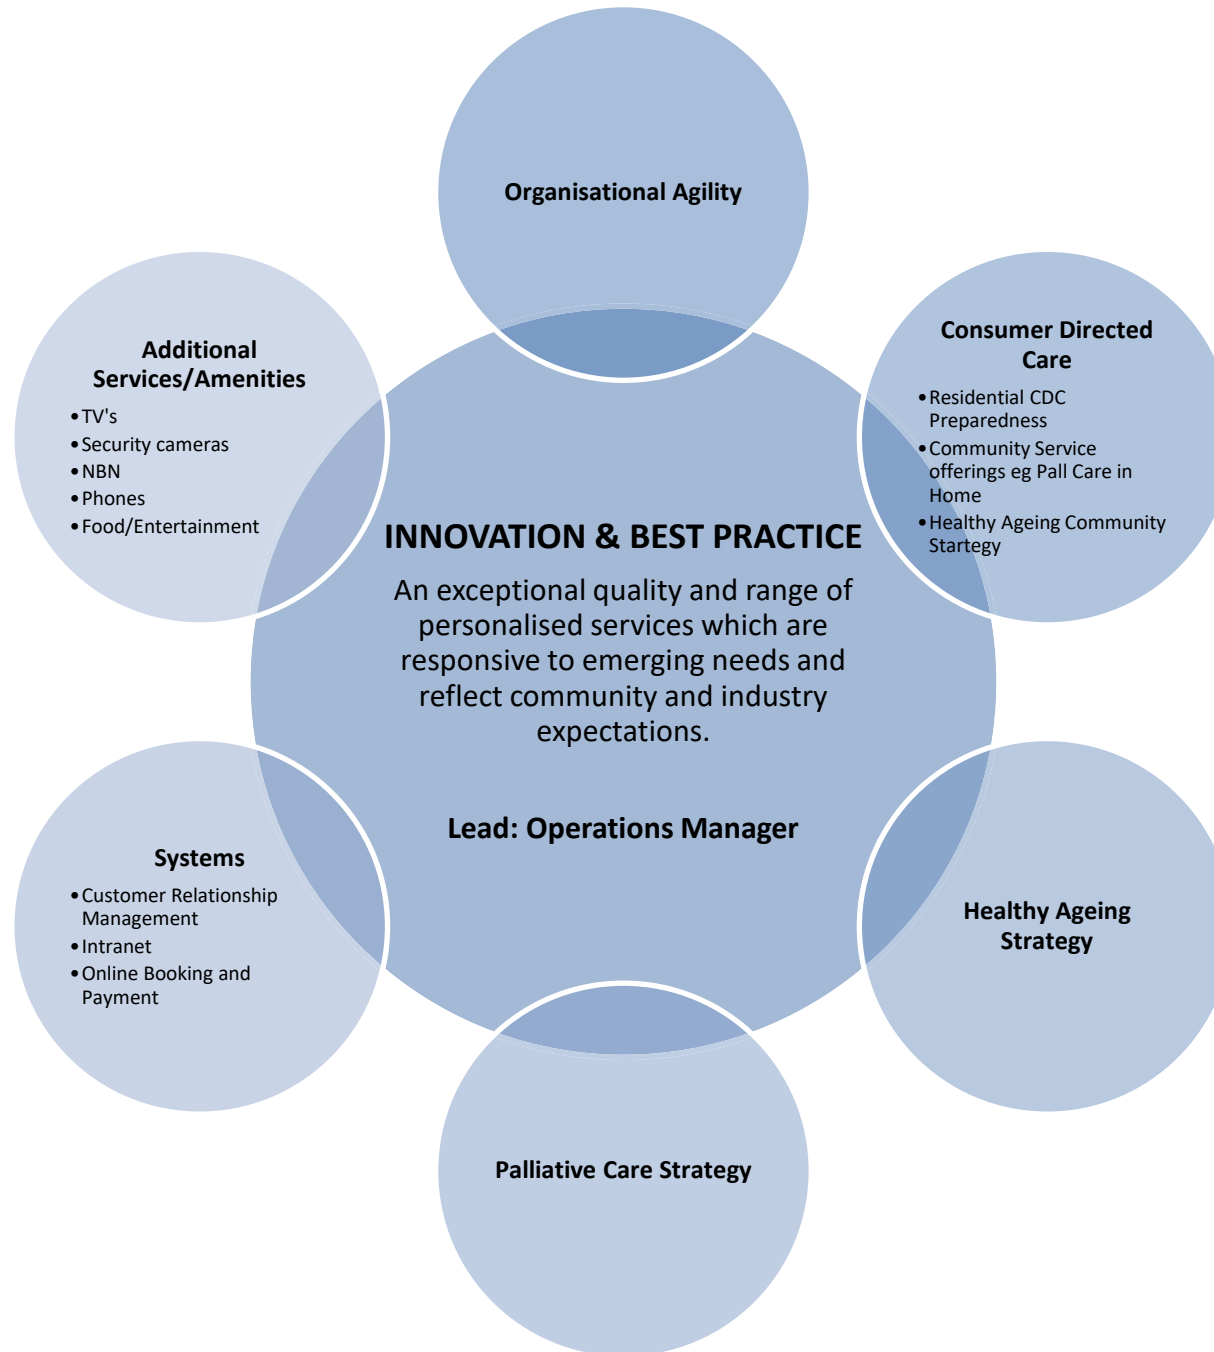 Organisational Agility
Consumer Directed
Care
•Residential CDC
Preparedness
•Community Service
offerings eg Pall Care in
Home
•Healthy Ageing Community
Startegy
Healthy Ageing
Strategy
Palliative Care Strategy
Systems
•Customer Relationship
Management
•Intranet
•Online Booking and
Payment
Additional
Services/Amenities
•TV's
•Security cameras
•NBN
•Phones
•Food/Entertainment
INNOVATION & BEST PRACTICE
An exceptional quality and range of
personalised services which are
responsive to emerging needs and
reflect community and industry
expectations.
Lead: Operations Manager